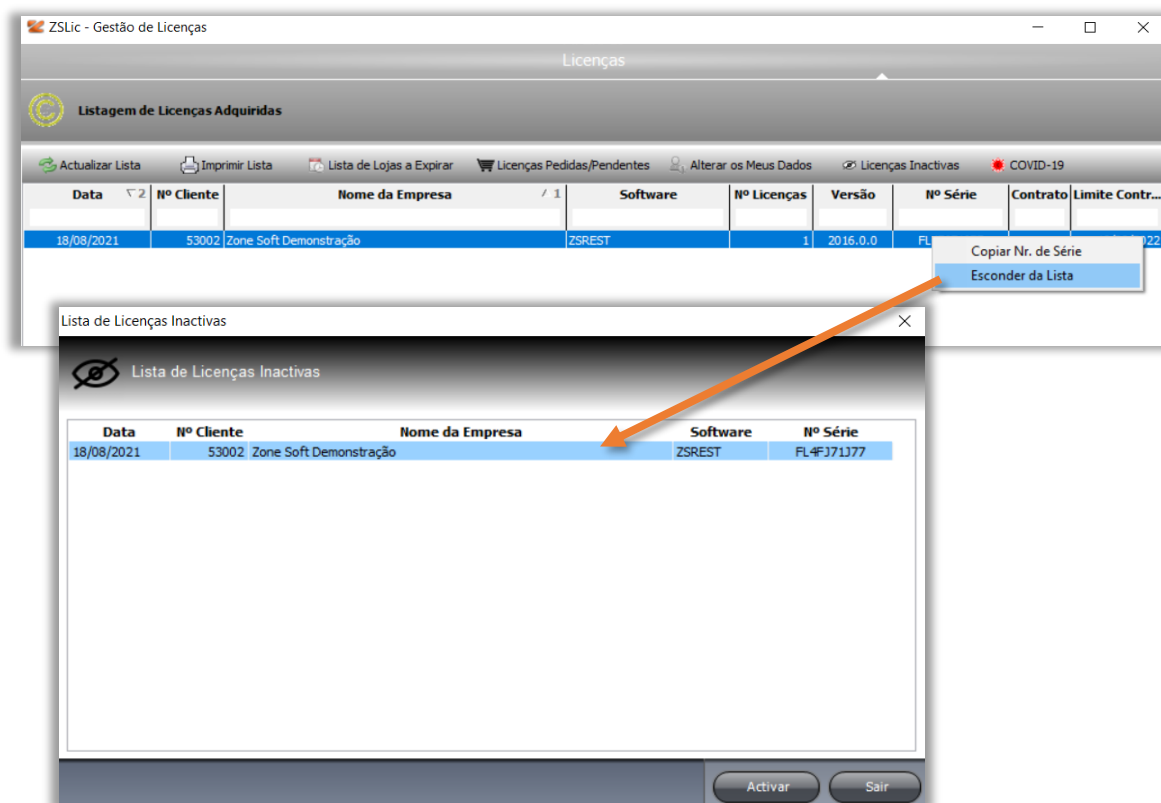 ZSLic - Gestão de Licenças
Licenças
Listagem de Licenças Adquiridas
Actualizar Lista Imprimir Lista Lista de Lojas a Expirar Licenças Pedidas/Pendentes Alterar os Meus Dados Licenças Inactivas COVID-19
Data 2 Nº Cliente Nome da Empresa / 1 Software Nº Licenças Versão Nº Série Contrato Limite Contr...
18/08/2021 53002 Zone Soft Demonstração ZSREST 1 2016.0.0 FL 22
Copiar Nr. de Série
Esconder da Lista
Lista de Licenças Inactivas
Lista de Licenças Inactivas
Data Nº Cliente Nome da Empresa Software Nº Série
18/08/2021 53002 Zone Soft Demonstração ZSREST FL4FJ71J77
Activar Sair